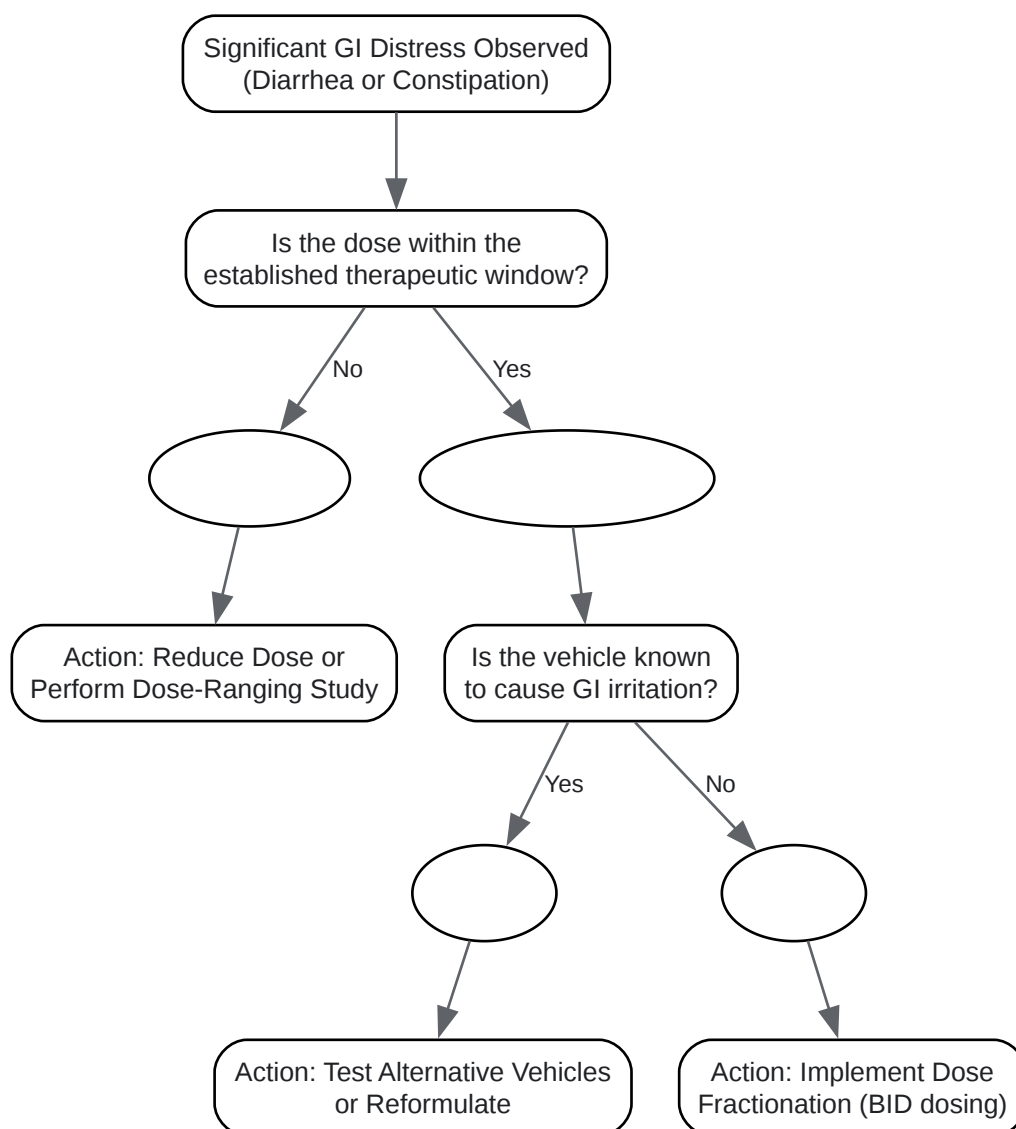 Significant GI Distress Observed
(Diarrhea or Constipation)
Is the dose within the
established therapeutic window?
No
Yes
Action: Reduce Dose or
Perform Dose-Ranging Study
Is the vehicle known
to cause GI irritation?
Yes
No
Action: Test Alternative Vehicles
or Reformulate
Action: Implement Dose
Fractionation (BID dosing)